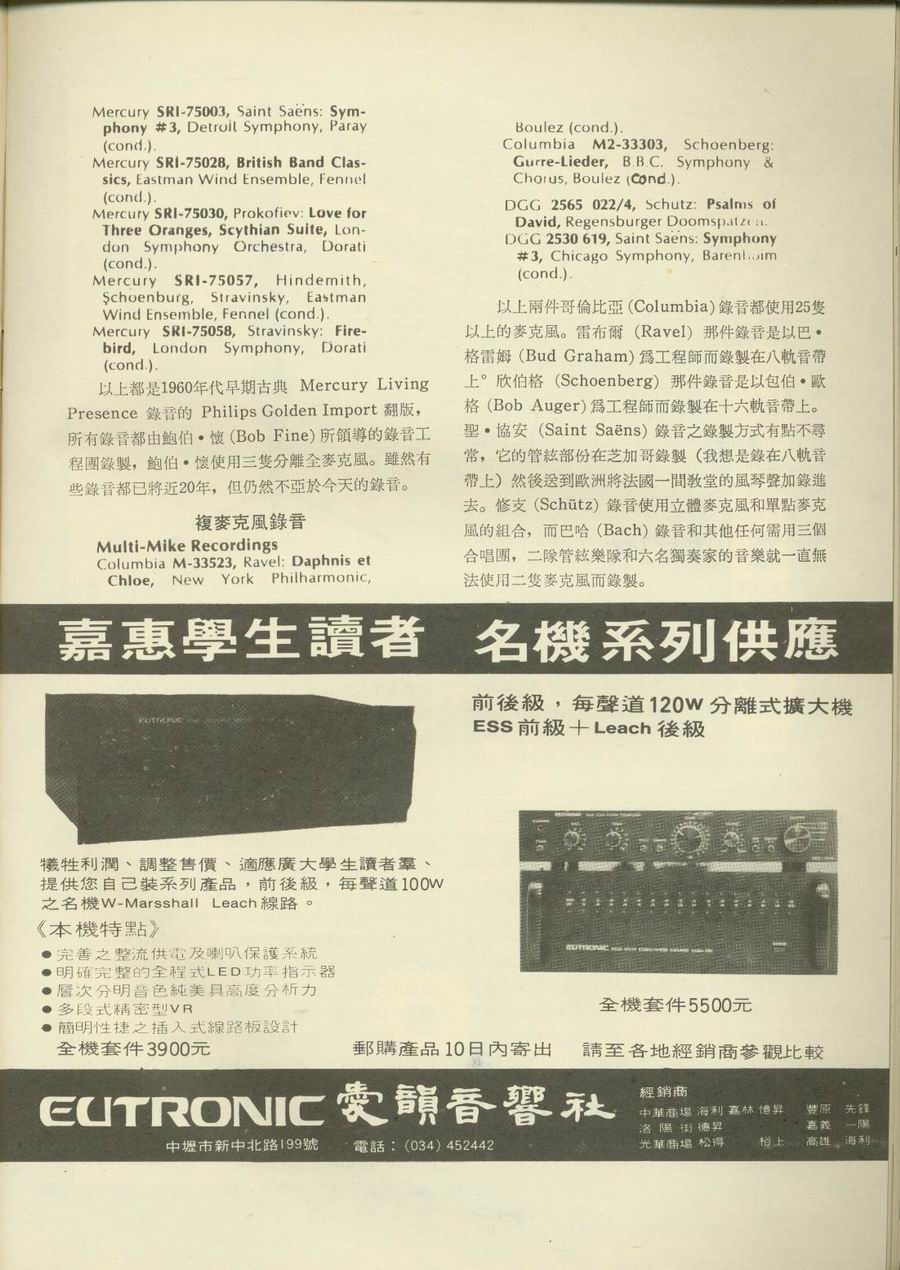 Mercury SRI-75003, Saint Saëns: Sym-
phony #3, Detroit Symphony, Paray
(cond.).
Mercury SRI-75028, British Band Clas-
sics, Eastman Wind Ensemble, Fennel
(cond.).
Mercury SRI-75030, Prokofiev: Love for
Three Oranges, Scythian Suite, Lon-
don Symphony Orchestra, Dorati
(cond.).
Mercury SRI-75057, Hindemith,
Schoenburg, Stravinsky, Eastman
Wind Ensemble, Fennel (cond.).
Mercury SRI-75058, Stravinsky: Fire-
bird, London Symphony, Dorati
(cond.).
以上都是1960年代早期古典 Mercury Living
Presence 錄音的 Philips Golden Import 翻版，
所有錄音都由鮑伯•懷 (Bob Fine) 所領導的錄音工
程團錄製，鮑伯•懷使用三隻分離全麥克風。雖然有
些錄音都已將近20年，但仍然不亞於今天的錄音。
複麥克風錄音
Multi-Mike Recordings
Columbia M-33523, Ravel: Daphnis et
Chloe, New York Philharmonic,
Boulez (cond.).
Columbia M2-33303, Schoenberg:
Gurre-Lieder, B.B.C. Symphony &
Chorus, Boulez (Cond.).
DGG 2565 022/4, Schutz: Psalms of
David, Regensburger Doomspatzen.
DGG 2530 619, Saint Saëns: Symphony
#3, Chicago Symphony, Barenboim
(cond.).
以上兩件哥倫比亞 (Columbia) 錄音都使用25隻
以上的麥克風。雷布爾 (Ravel) 那件錄音是以巴•
格雷姆 (Bud Graham) 爲工程師而錄製在八軌音帶
上。欣伯格 (Schoenberg) 那件錄音是以包伯•歐
格 (Bob Auger) 爲工程師而錄製在十六軌音帶上。
聖•協安 (Saint Saëns) 錄音之錄製方式有點不尋
常，它的管絃部份在芝加哥錄製（我想是錄在八軌音
帶上）然後送到歐洲將法國一間敎堂的風琴聲加錄進
去。修支 (Schütz) 錄音使用立體麥克風和單點麥克
風的組合，而巴哈 (Bach) 錄音和其他任何需用三個
合唱團，二隊管絃樂隊和六名獨奏家的音樂就一直無
法使用二隻麥克風而錄製。
嘉惠學生讀者 名機系列供應
EUTRONIC
前後級，每聲道120W分離式擴大機
ESS前級＋Leach後級
犧牲利潤、調整售價、適應廣大學生讀者羣、
提供您自己裝系列產品，前後級，每聲道100W
之名機W-Marsshall Leach線路。
《本機特點》
●完善之整流供電及喇叭保護系統
●明確完整的全程式LED功率指示器
●層次分明音色純美具高度分析力
●多段式精密型VR
●簡明性捷之插入式線路板設計
全機套件3900元
EUTRONIC
全機套件5500元
郵購產品10日內寄出 請至各地經銷商參觀比較
EUTRONIC 愛韻音響社
中壢市新中北路199號 電話：(034) 452442
經銷商
中華商場 海利 嘉林 憶昇 豐原 先鋒
洛陽街 德昇 嘉義 一陽
光華商場 松得 裕上 高雄 海利